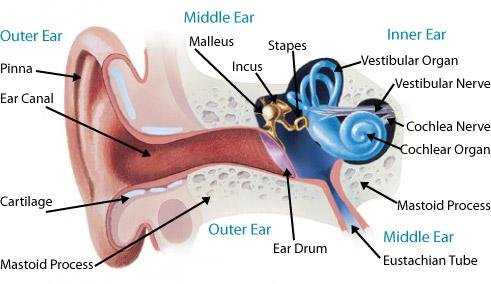 Middle Ear
Outer Ear
Inner Ear
Malleus
Stapes
Pinna
Incus
Vestibular Organ
Ear Canal
Vestibular Nerve
Cochlea Nerve
Cochlear Organ
Cartilage
Mastoid Process
Outer Ear
Middle Ear
Ear Drum
Mastoid Process
Eustachian Tube